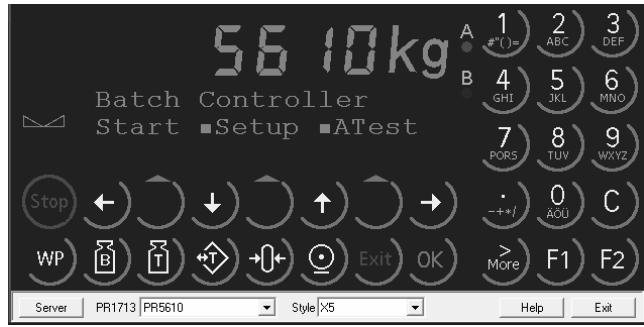 5610kg
A
B
Batch Controller
Start ■Setup ■ATest
1 #"()=
2 ABC
3 DEF
4 GHI
5 JKL
6 MNO
7 PQRS
8 TUV
9 WXYZ
. -+*/
0 ÄÖÜ
C
Stop
WP
B
T
T
0
Exit
OK
> More
F1
F2
Server
PR1713
PR5610
Style
X5
Help
Exit